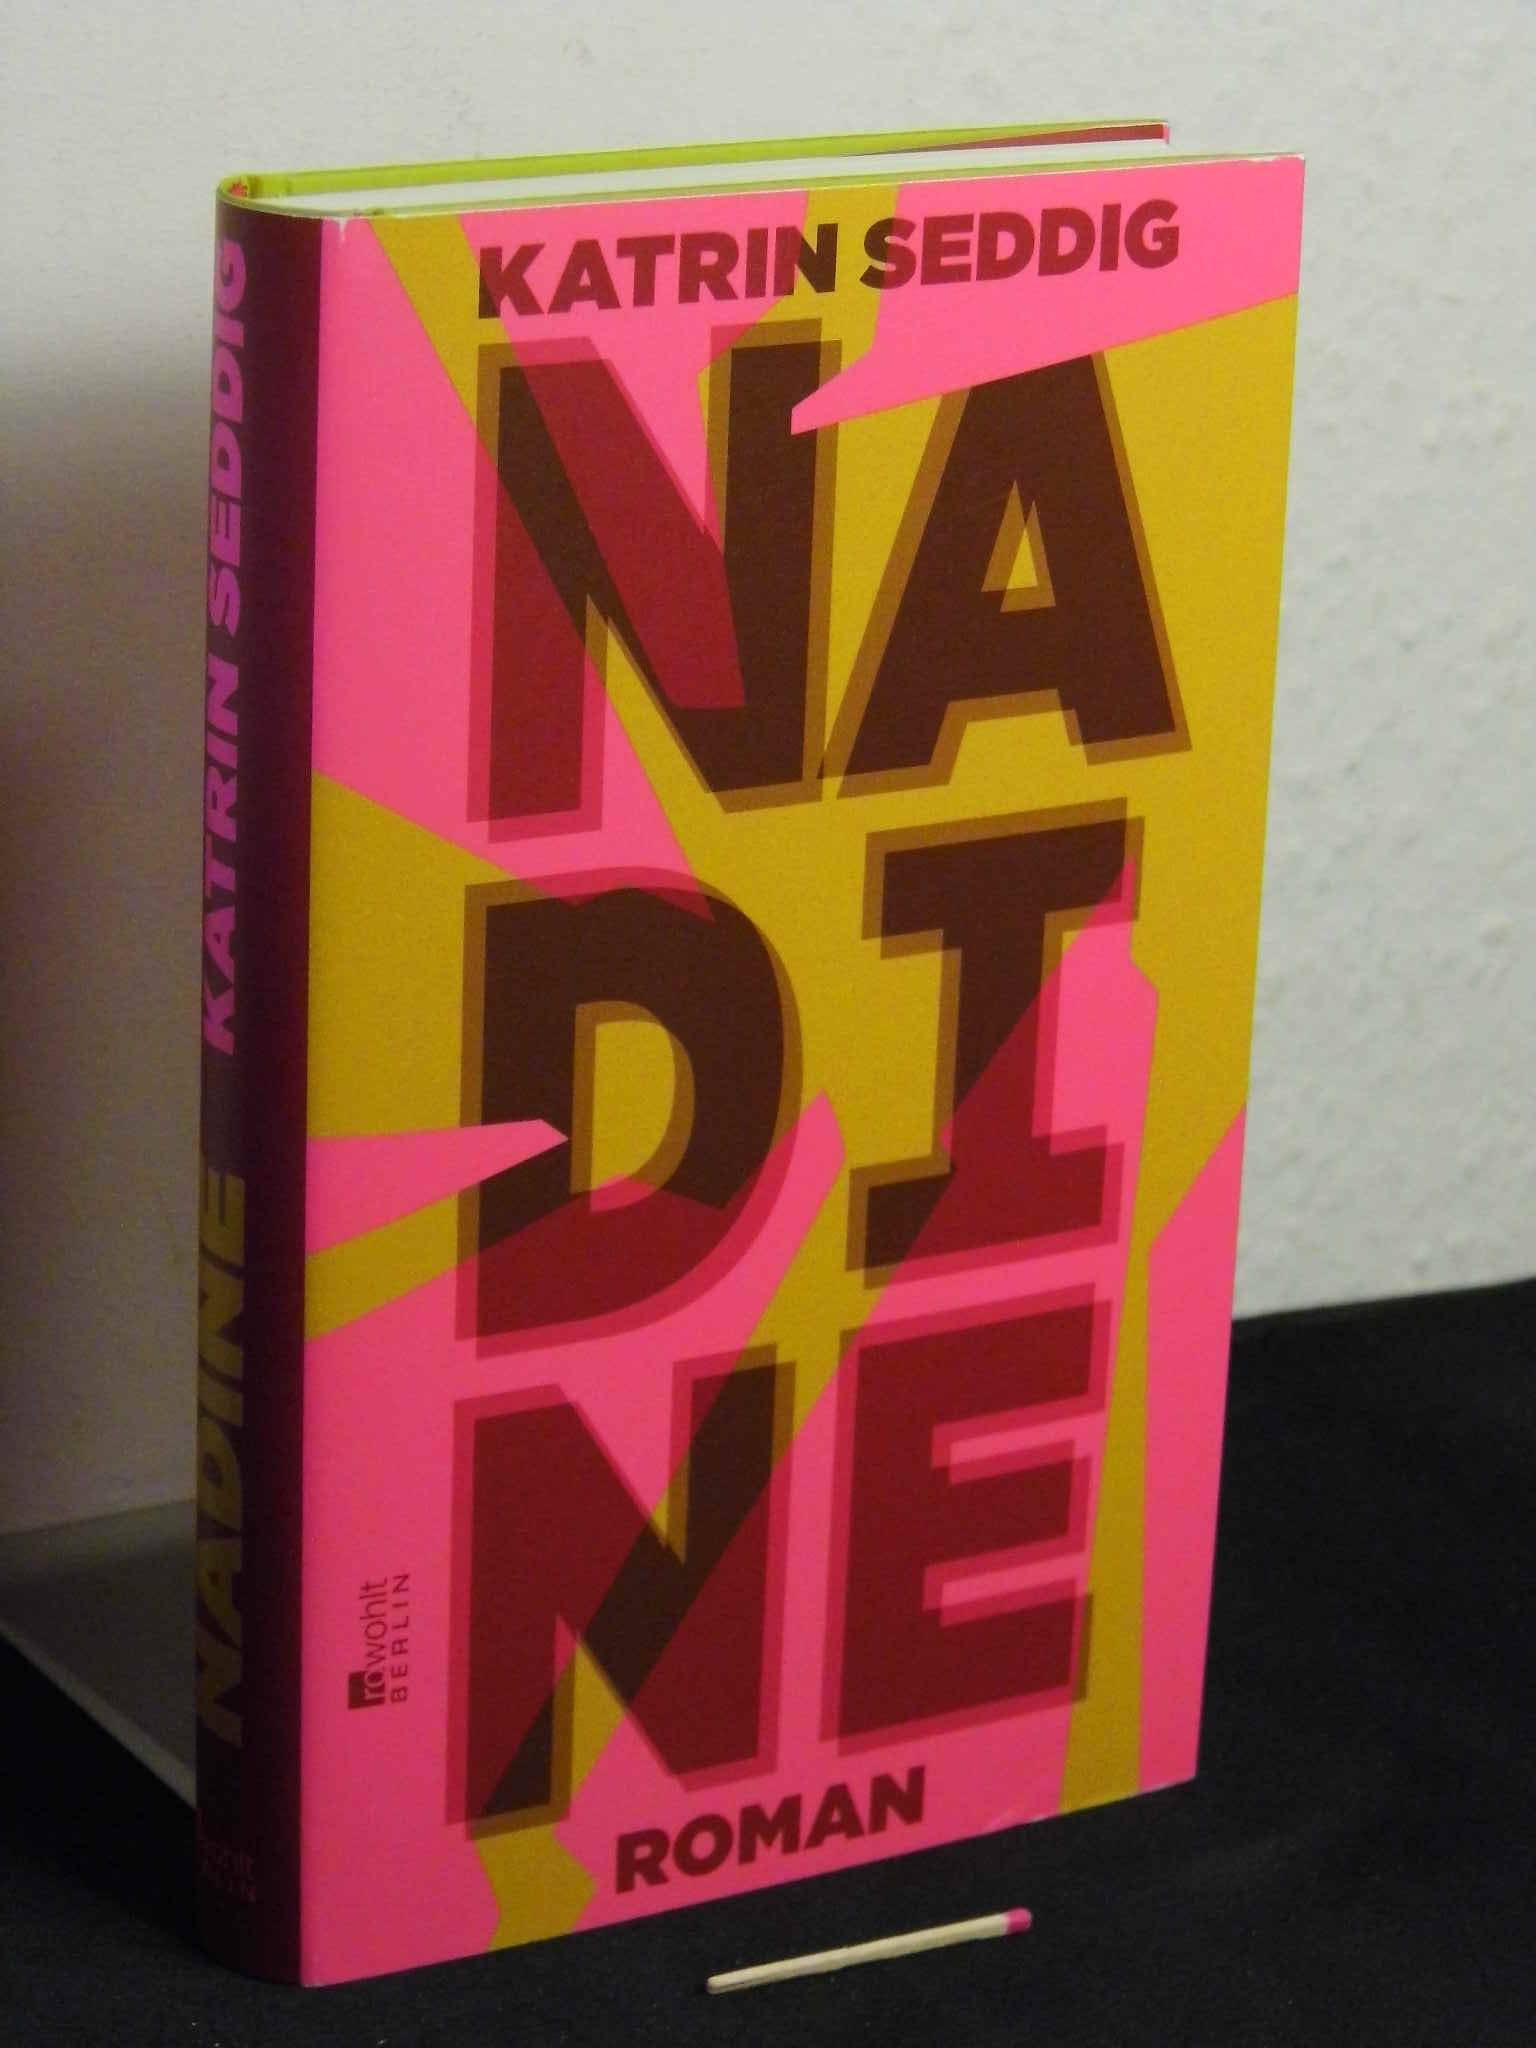 KATRIN SEDDIG
NA
DI
NE
ROMAN
rowohlt
BERLIN
NADINE KATRIN SEDDIG